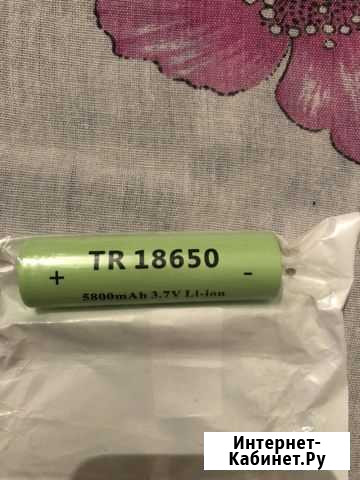 TR 18650
+ -
5800mAh 3.7V Li-ion
Интернет-
Кабинет.Ру